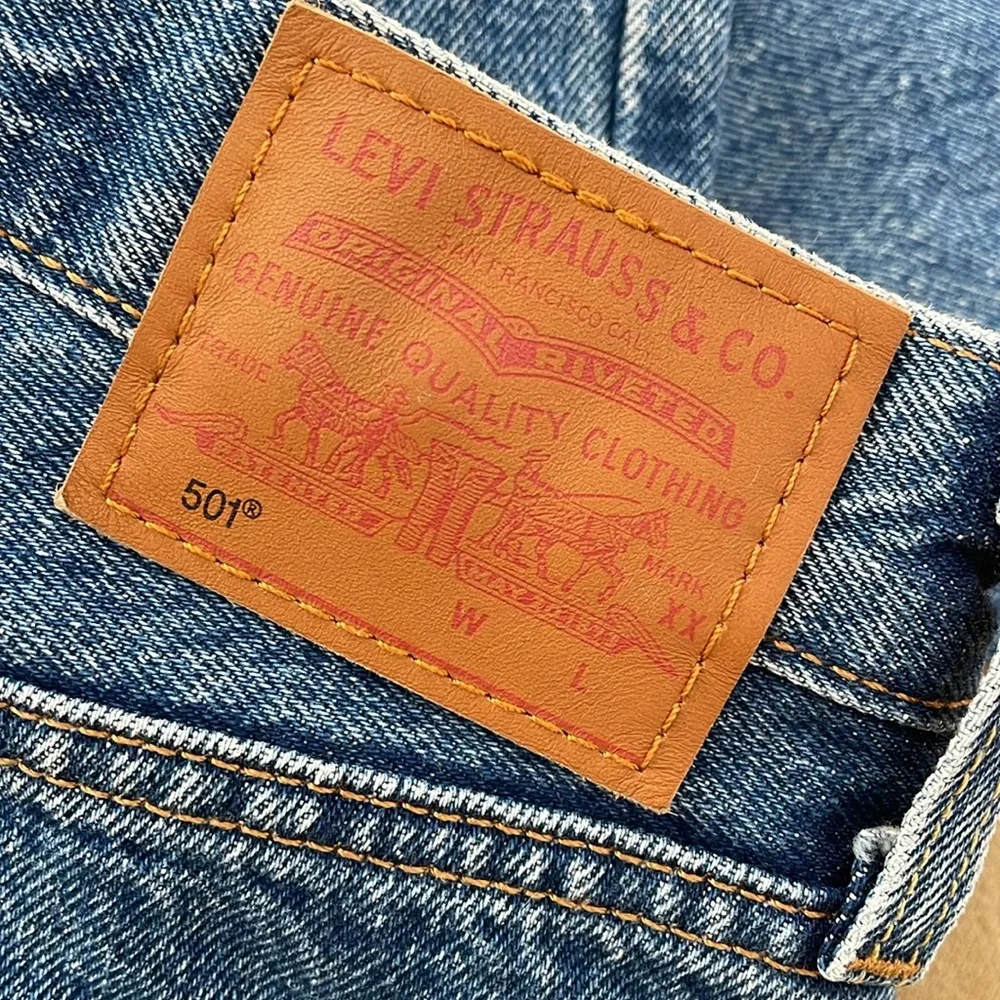 LEVI STRAUSS & CO.
SAN FRANCISCO CAL.
ORIGINAL RIVETED
GENUINE QUALITY CLOTHING
TRADE MARK
501® XX
W L